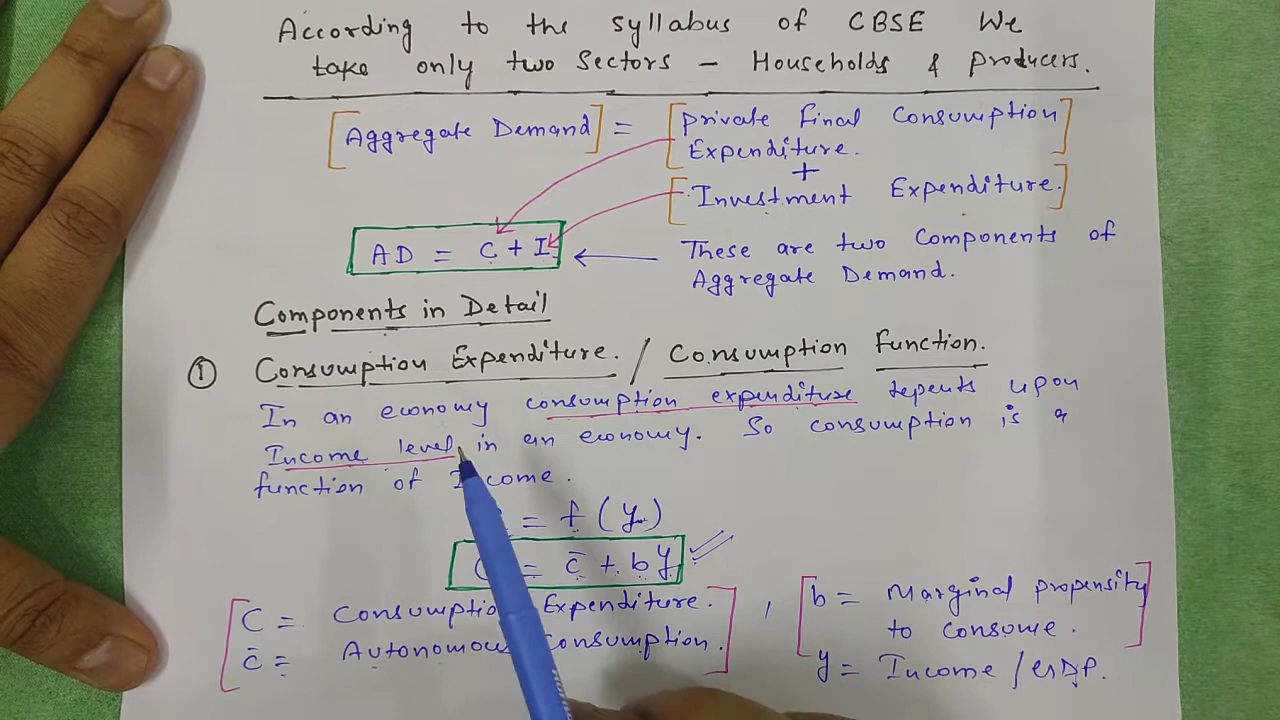 According to the syllabus of CBSE We
take only two Sectors - Households & Producers.
[Aggregate Demand] = [Private Final Consumption
Expenditure.
+
[Investment Expenditure.]
AD = C + I
These are two Components of
Aggregate Demand.
Components in Detail
① Consumption Expenditure. / Consumption Function.
In an economy consumption expenditure depents upon
Income level in an economy. So consumption is a
function of Income.
= f (y)
C = c̄ + by
C = Consumption Expenditure.
c̄ = Autonomous Consumption.
, b = Marginal propensity
to consume.
y = Income / GDP.